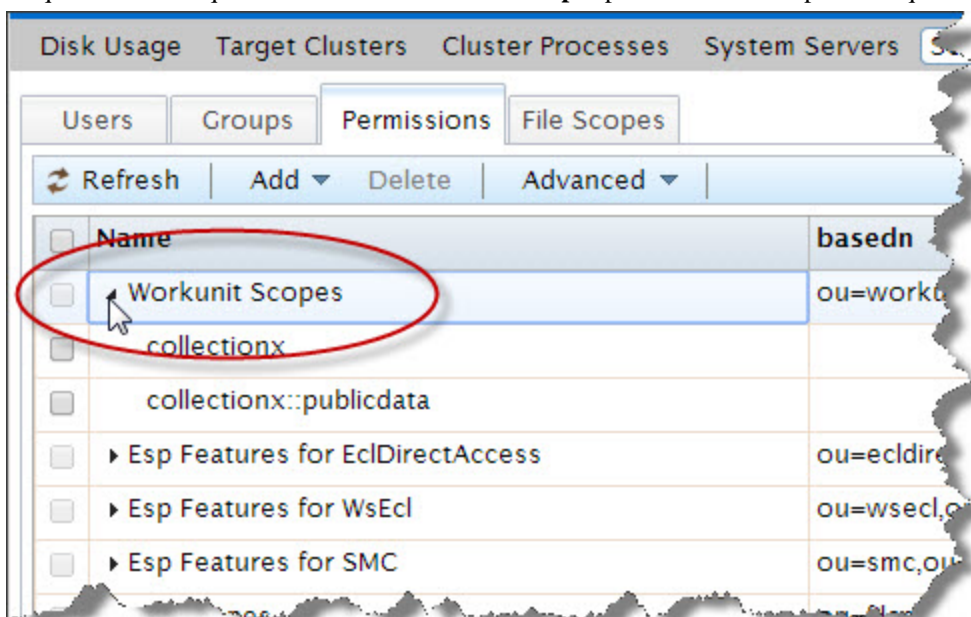 Disk Usage Target Clusters Cluster Processes System Servers
Users Groups Permissions File Scopes
Refresh Add Delete Advanced
Name basedn
Workunit Scopes
collectionx
collectionx::publicdata
Esp Features for EclDirectAccess
Esp Features for WsEcl
Esp Features for SMC